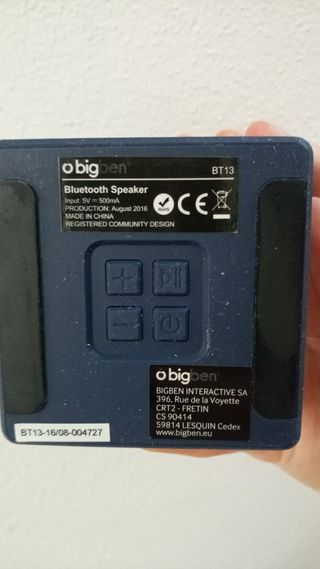 bigben
BT13
Bluetooth Speaker
Input: 5V ⎓ 500mA
PRODUCTION: August 2016
MADE IN CHINA
REGISTERED COMMUNITY DESIGN
CE
bigben
BIGBEN INTERACTIVE SA
396, Rue de la Voyette
CRT2 - FRETIN
CS 90414
59814 LESQUIN Cedex
www.bigben.eu
BT13-16/08-004727